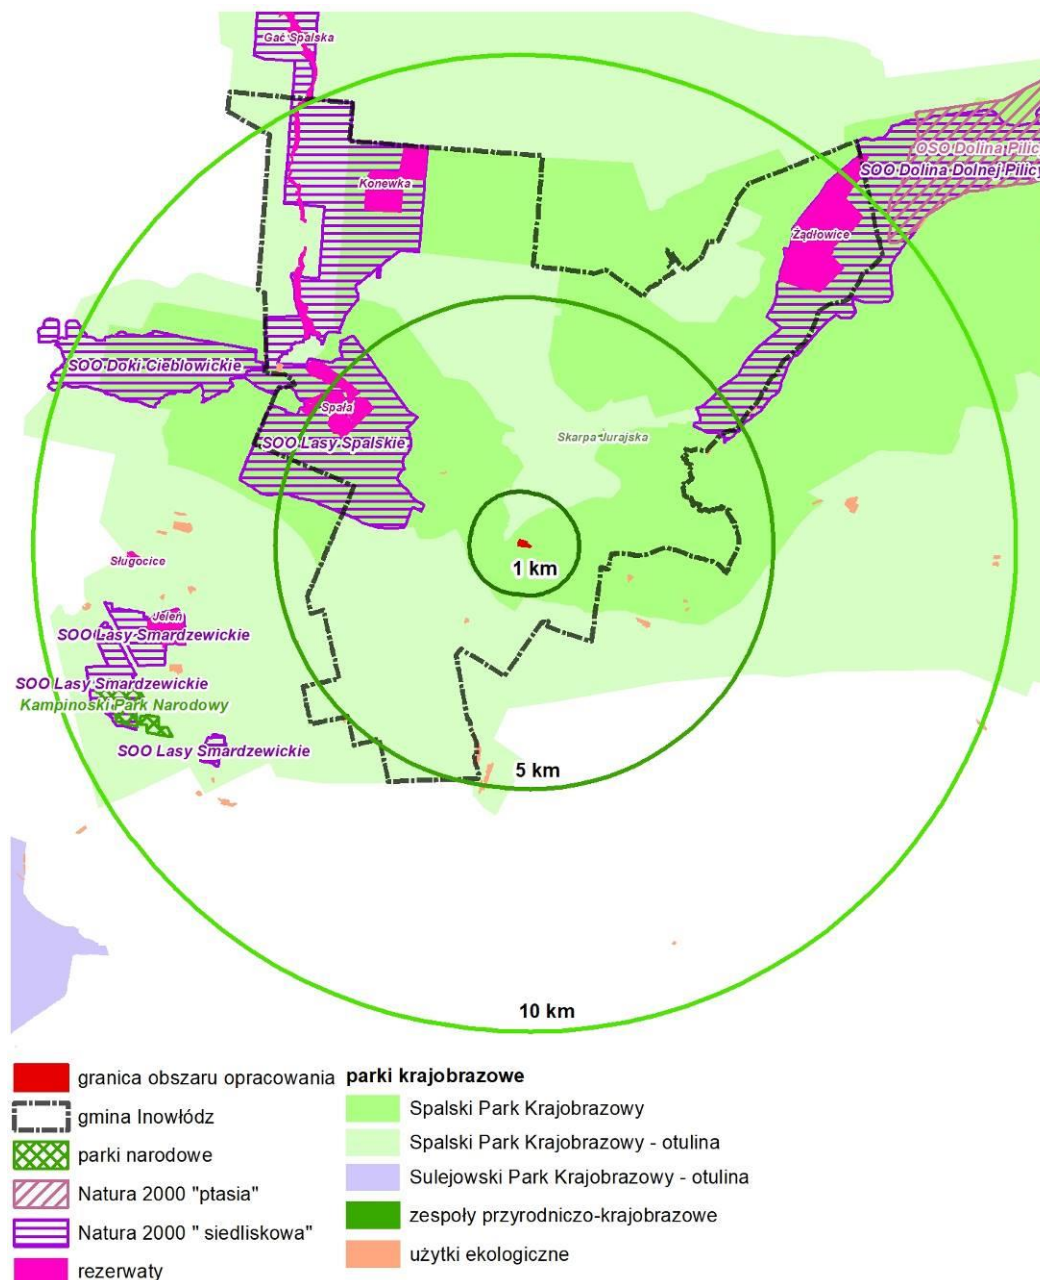 Gać Spalska
OSO Dolina Pilic
SOO Dolina Dolnej Pilicy
Konewka
Żądłowice
SOO Doki Ciebłowickie
Spała
SOO Lasy Spalskie
Skarpa Jurajska
1 km
Sługocice
Jeleń
SOO Lasy Smardzewickie
SOO Lasy Smardzewickie
Kampinoski Park Narodowy
SOO Lasy Smardzewickie
5 km
10 km
granica obszaru opracowania
gmina Inowłódz
parki narodowe
Natura 2000 "ptasia"
Natura 2000 " siedliskowa"
rezerwaty
parki krajobrazowe
Spalski Park Krajobrazowy
Spalski Park Krajobrazowy - otulina
Sulejowski Park Krajobrazowy - otulina
zespoły przyrodniczo-krajobrazowe
użytki ekologiczne